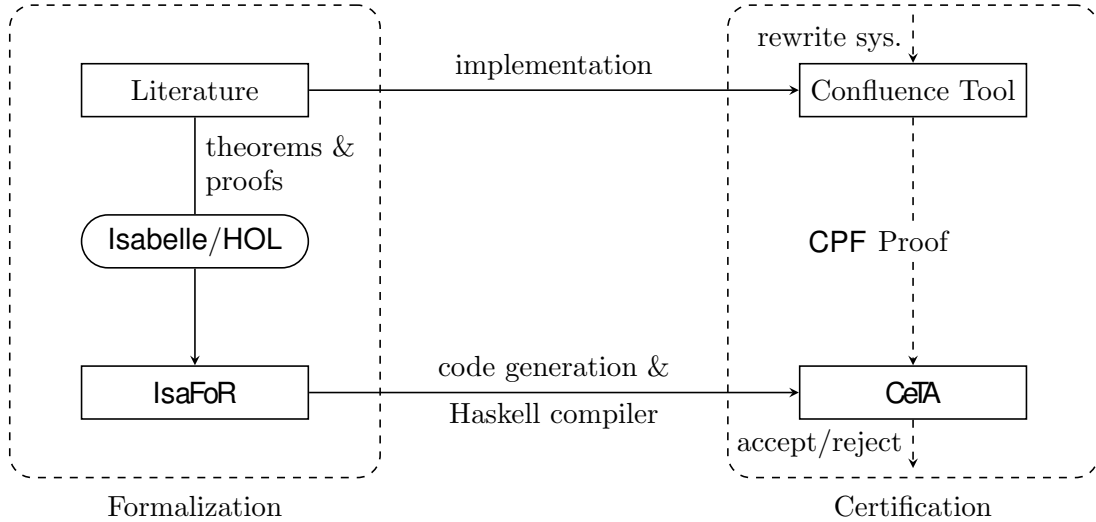 rewrite sys.
Literature
implementation
Confluence Tool
theorems &
proofs
Isabelle/HOL
CPF Proof
IsaFoR
code generation &
Haskell compiler
CeTA
accept/reject
Formalization
Certification